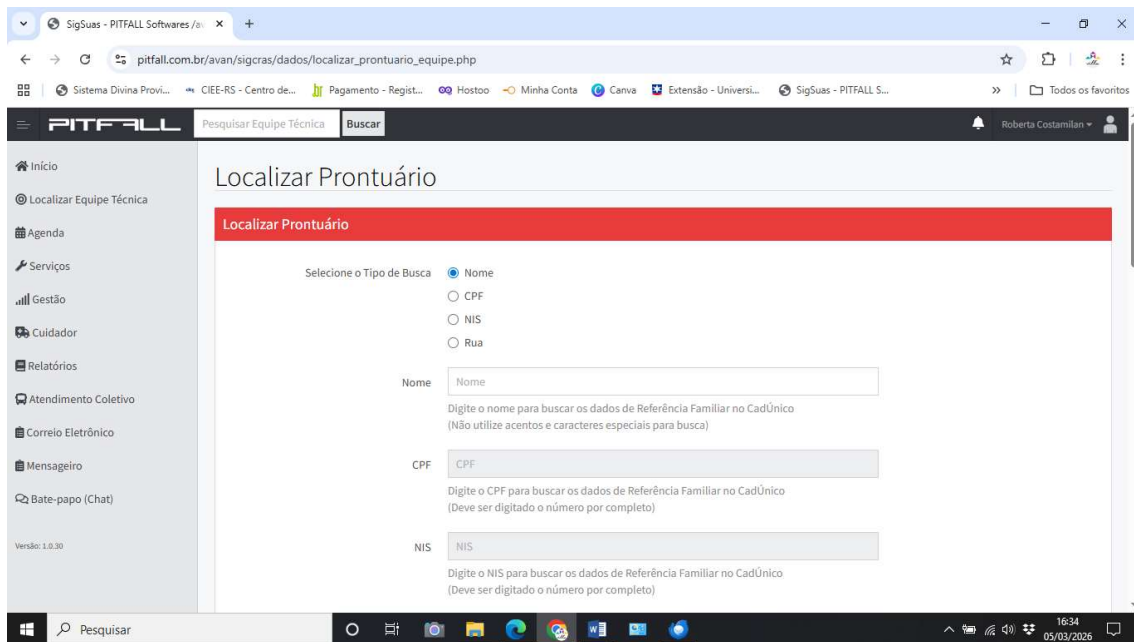 SigSuas - PITFALL Softwares /av
pitfall.com.br/avan/sigcras/dados/localizar_prontuario_equipe.php
Sistema Divina Provi... CIEE-RS - Centro de... Pagamento - Regist... Hostoo Minha Conta Canva Extensão - Universi... SigSuas - PITFALL S... » Todos os favoritos
PITFALL Pesquisar Equipe Técnica Buscar Roberta Costamilan
Início
Localizar Equipe Técnica
Agenda
Serviços
Gestão
Cuidador
Relatórios
Atendimento Coletivo
Correio Eletrônico
Mensageiro
Bate-papo (Chat)
Versão: 1.0.30
Localizar Prontuário
Localizar Prontuário
Selecione o Tipo de Busca Nome
CPF
NIS
Rua
Nome Nome
Digite o nome para buscar os dados de Referência Familiar no CadÚnico
(Não utilize acentos e caracteres especiais para busca)
CPF CPF
Digite o CPF para buscar os dados de Referência Familiar no CadÚnico
(Deve ser digitado o número por completo)
NIS NIS
Digite o NIS para buscar os dados de Referência Familiar no CadÚnico
(Deve ser digitado o número por completo)
Pesquisar
16:34
05/03/2026